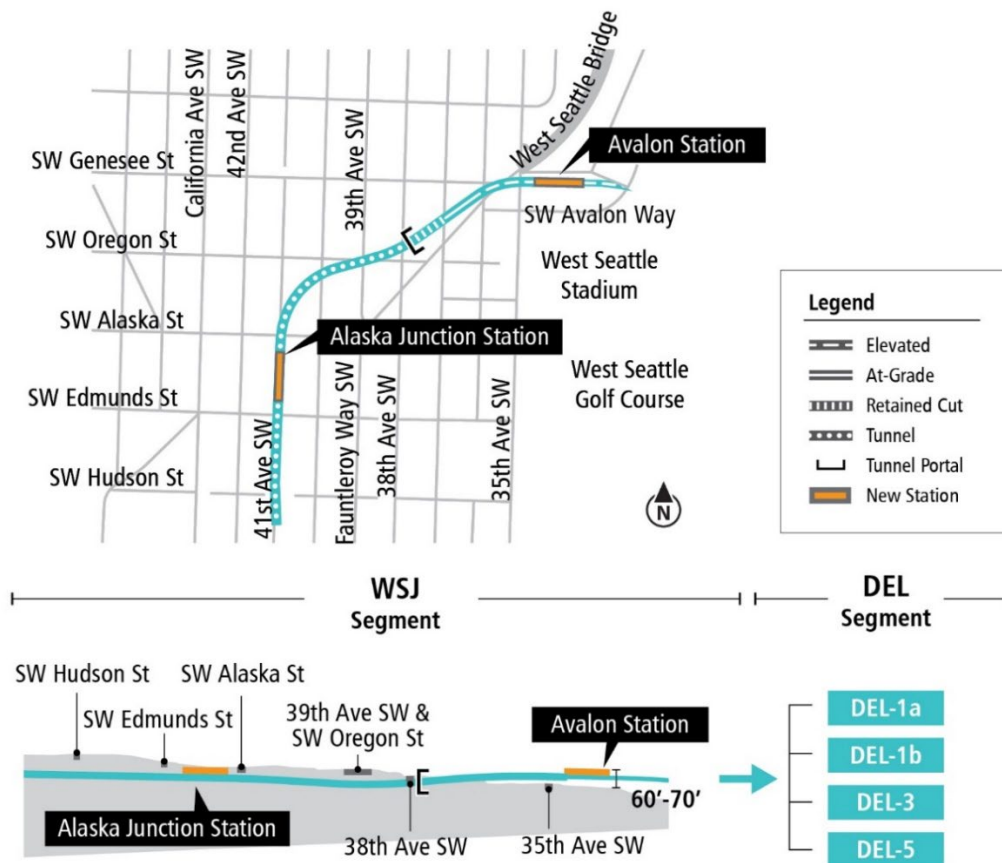 California Ave SW
42nd Ave SW
39th Ave SW
West Seattle Bridge
Avalon Station
SW Genesee St
SW Avalon Way
SW Oregon St
West Seattle
Stadium
SW Alaska St
Alaska Junction Station
West Seattle
Golf Course
SW Edmunds St
SW Hudson St
41st Ave SW
Fauntleroy Way SW
38th Ave SW
35th Ave SW
N
Legend
Elevated
At-Grade
Retained Cut
Tunnel
Tunnel Portal
New Station
WSJ
Segment
DEL
Segment
SW Hudson St
SW Alaska St
SW Edmunds St
39th Ave SW &
SW Oregon St
Avalon Station
60'-70'
Alaska Junction Station
38th Ave SW
35th Ave SW
DEL-1a
DEL-1b
DEL-3
DEL-5